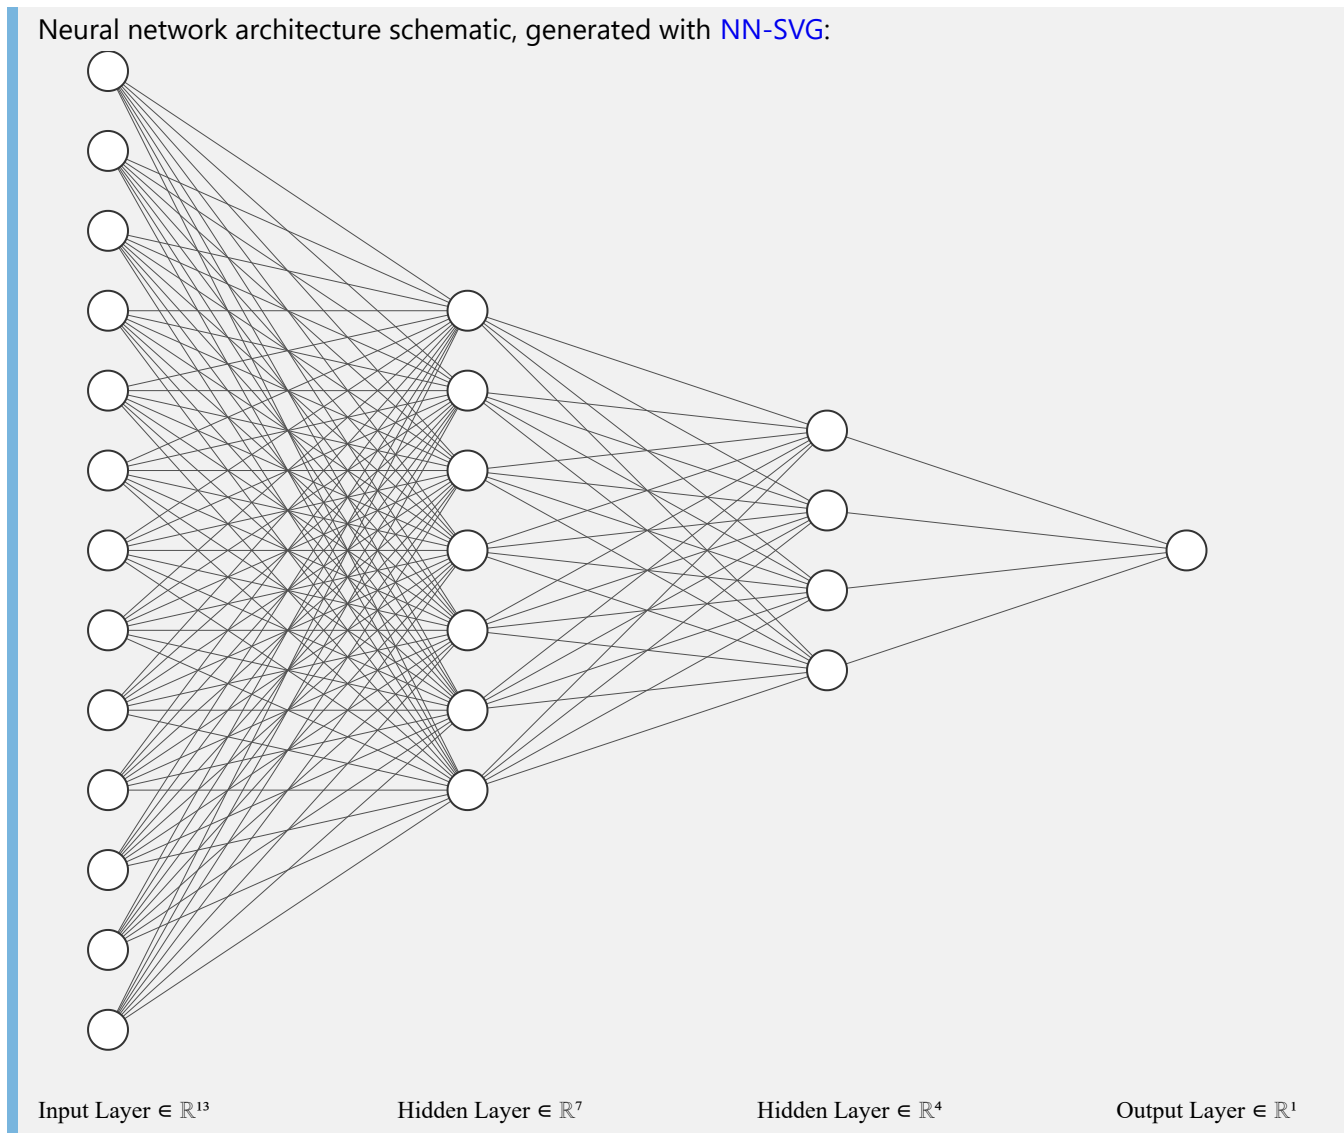 Neural network architecture schematic, generated with NN-SVG:
Input Layer ∈ ℝ¹³ Hidden Layer ∈ ℝ⁷ Hidden Layer ∈ ℝ⁴ Output Layer ∈ ℝ¹